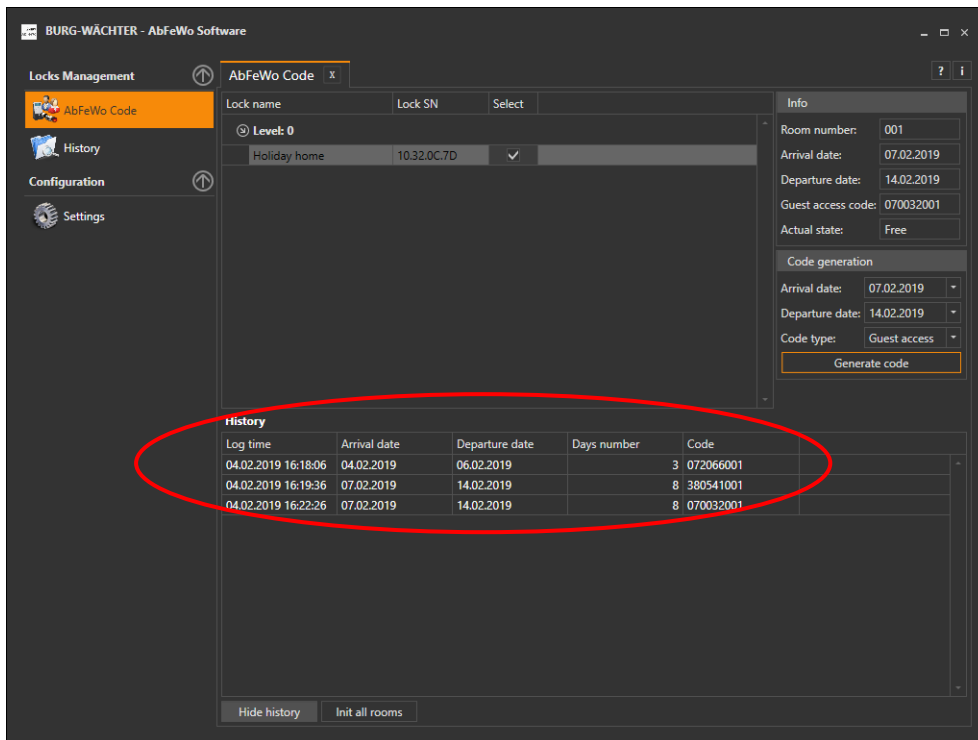 BURG-WÄCHTER - AbFeWo Software
Locks Management
AbFeWo Code
History
Configuration
Settings
AbFeWo Code x
? i
Lock name Lock SN Select
Level: 0
Holiday home 10.32.0C.7D
Info
Room number: 001
Arrival date: 07.02.2019
Departure date: 14.02.2019
Guest access code: 070032001
Actual state: Free
Code generation
Arrival date: 07.02.2019
Departure date: 14.02.2019
Code type: Guest access
Generate code
History
Log time Arrival date Departure date Days number Code
04.02.2019 16:18:06 04.02.2019 06.02.2019 3 072066001
04.02.2019 16:19:36 07.02.2019 14.02.2019 8 380541001
04.02.2019 16:22:26 07.02.2019 14.02.2019 8 070032001
Hide history Init all rooms